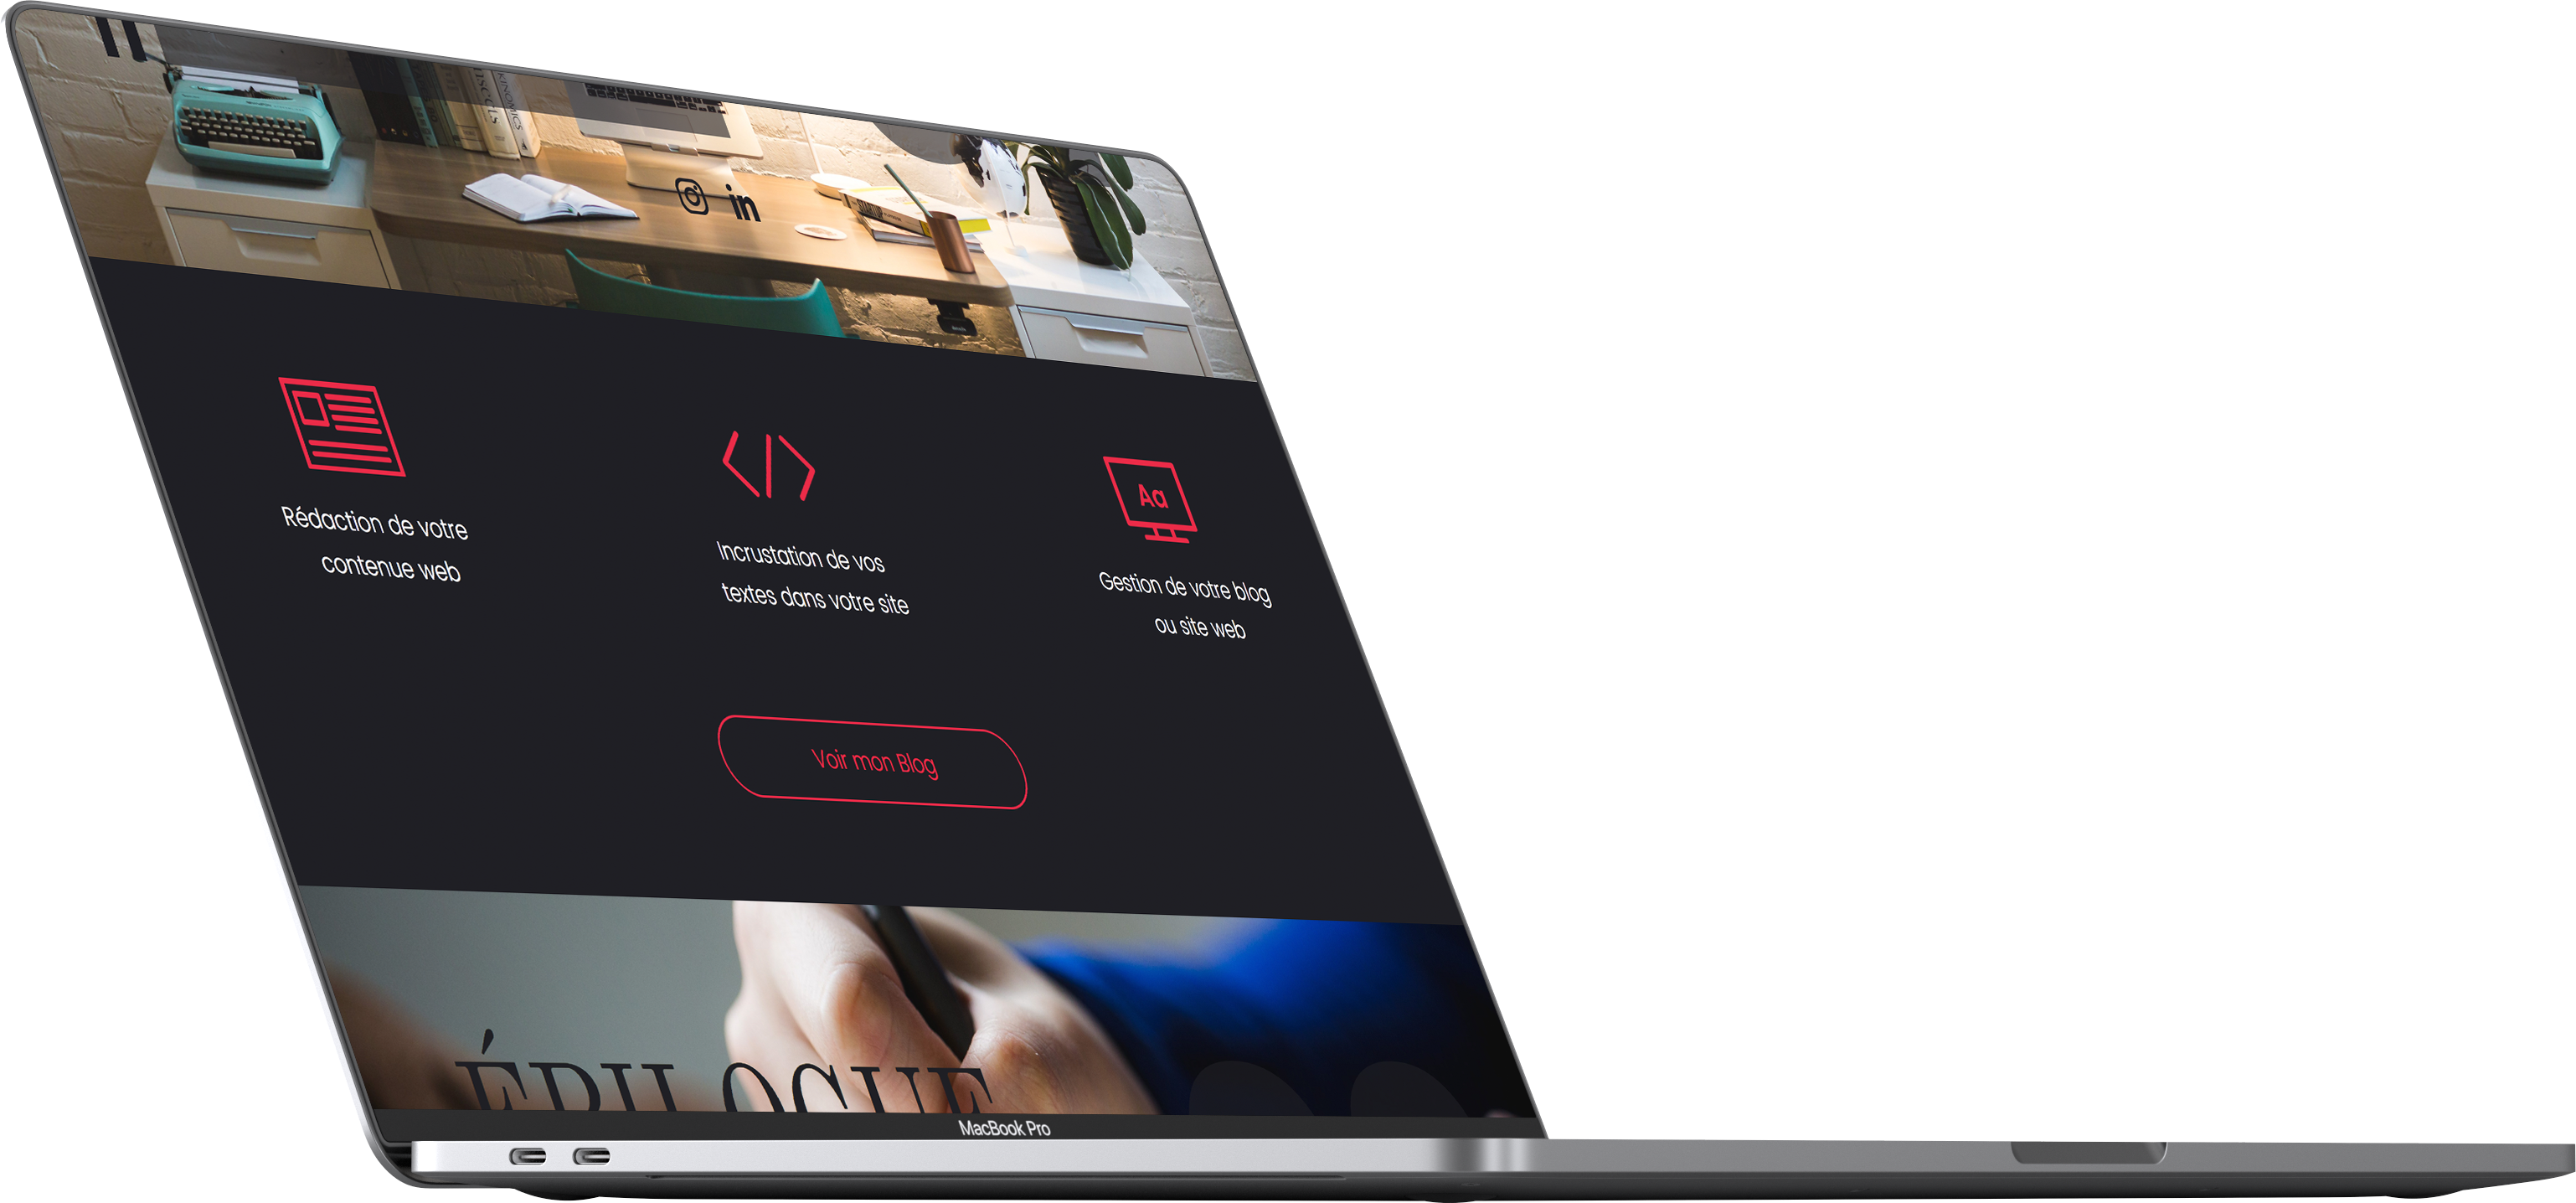 in
Rédaction de votre
contenue web
Incrustation de vos
textes dans votre site
Aa
Gestion de votre blog
ou site web
Voir mon Blog
ÉPILOGUE
MacBook Pro